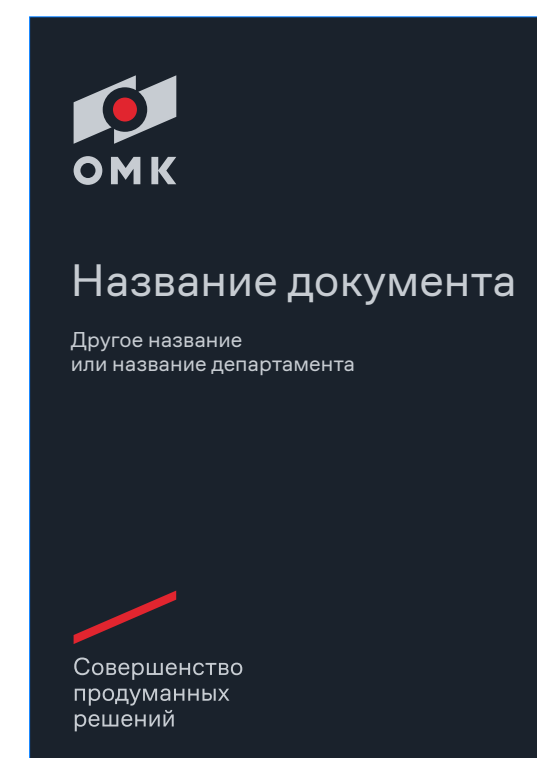 ОМК
Название документа
Другое название
или название департамента
Совершенство
продуманных
решений